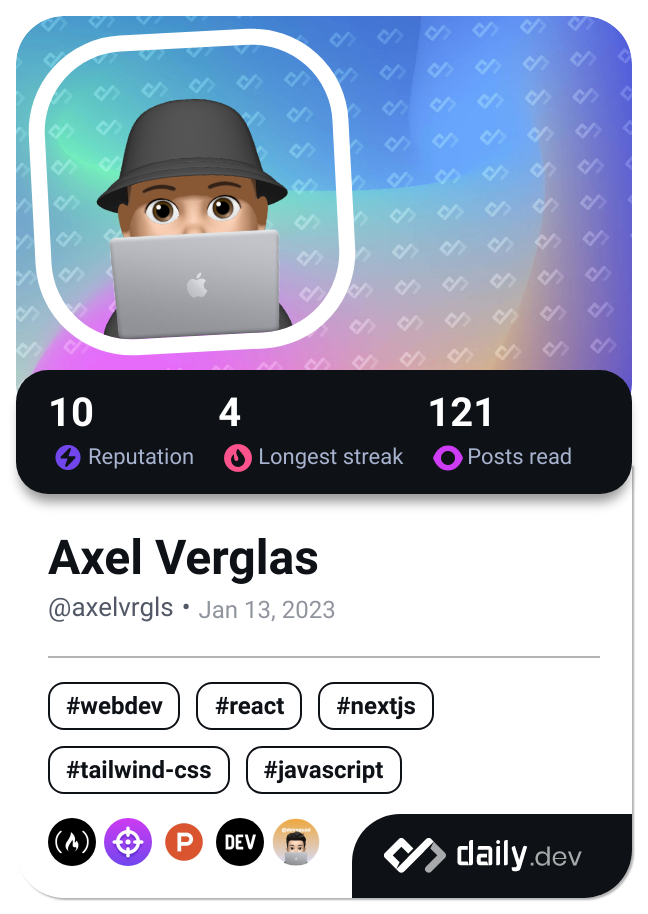 10 4 121
Reputation Longest streak Posts read
Axel Verglas
@axelvrgls • Jan 13, 2023
#webdev #react #nextjs
#tailwind-css #javascript
P DEV
daily.dev